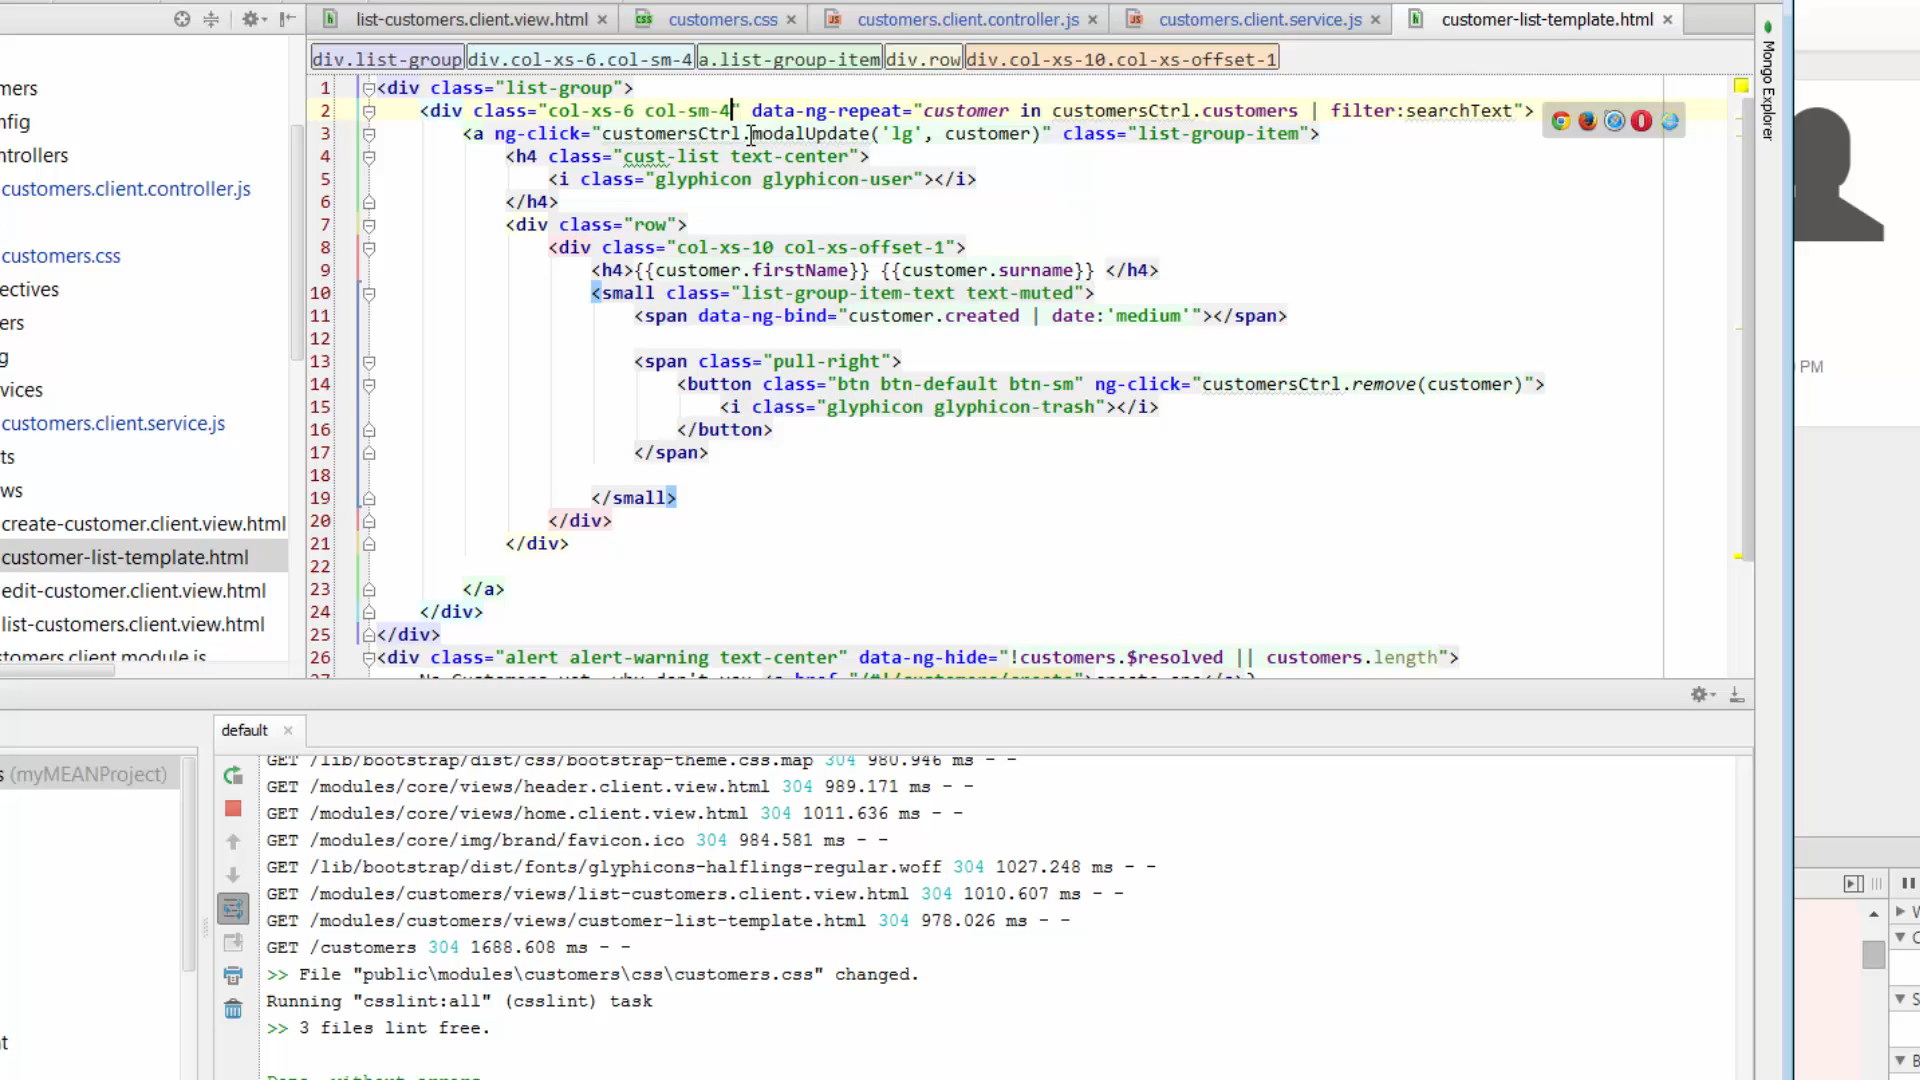 list-customers.client.view.html
customers.css
customers.client.controller.js
customers.client.service.js
customer-list-template.html
div.list-group div.col-xs-6.col-sm-4 a.list-group-item div.row div.col-xs-10.col-xs-offset-1
mers
nfig
ntrollers
customers.client.controller.js
customers.css
ectives
ers
g
vices
customers.client.service.js
ts
ws
create-customer.client.view.html
customer-list-template.html
edit-customer.client.view.html
list-customers.client.view.html
stomers.client.module.js
1 <div class="list-group">
2 <div class="col-xs-6 col-sm-4" data-ng-repeat="customer in customersCtrl.customers | filter:searchText">
3 <a ng-click="customersCtrl.modalUpdate('lg', customer)" class="list-group-item">
4 <h4 class="cust-list text-center">
5 <i class="glyphicon glyphicon-user"></i>
6 </h4>
7 <div class="row">
8 <div class="col-xs-10 col-xs-offset-1">
9 <h4>{{customer.firstName}} {{customer.surname}} </h4>
10 <small class="list-group-item-text text-muted">
11 <span data-ng-bind="customer.created | date:'medium'"></span>
12
13 <span class="pull-right">
14 <button class="btn btn-default btn-sm" ng-click="customersCtrl.remove(customer)">
15 <i class="glyphicon glyphicon-trash"></i>
16 </button>
17 </span>
18
19 </small>
20 </div>
21 </div>
22
23 </a>
24 </div>
25 </div>
26 <div class="alert alert-warning text-center" data-ng-hide="!customers.$resolved || customers.length">
Mongo Explorer
PM
default
s (myMEANProject)
GET /lib/bootstrap/dist/css/bootstrap-theme.css.map 304 980.946 ms - -
GET /modules/core/views/header.client.view.html 304 989.171 ms - -
GET /modules/core/views/home.client.view.html 304 1011.636 ms - -
GET /modules/core/img/brand/favicon.ico 304 984.581 ms - -
GET /lib/bootstrap/dist/fonts/glyphicons-halflings-regular.woff 304 1027.248 ms - -
GET /modules/customers/views/list-customers.client.view.html 304 1010.607 ms - -
GET /modules/customers/views/customer-list-template.html 304 978.026 ms - -
GET /customers 304 1688.608 ms - -
>> File "public\modules\customers\css\customers.css" changed.
Running "csslint:all" (csslint) task
>> 3 files lint free.